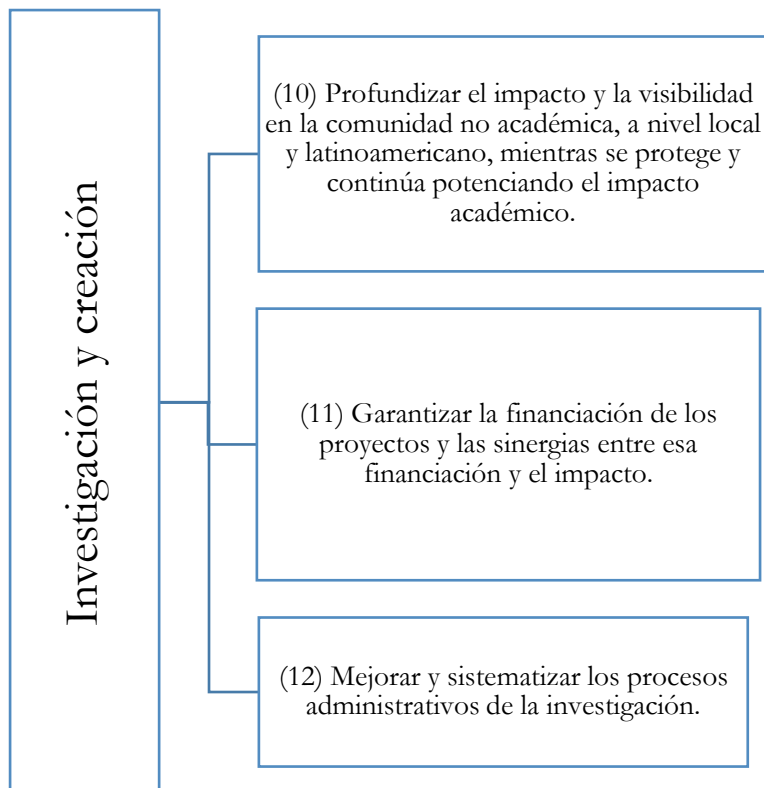 Investigación y creación
(10) Profundizar el impacto y la visibilidad
en la comunidad no académica, a nivel local
y latinoamericano, mientras se protege y
continúa potenciando el impacto
académico.
(11) Garantizar la financiación de los
proyectos y las sinergias entre esa
financiación y el impacto.
(12) Mejorar y sistematizar los procesos
administrativos de la investigación.